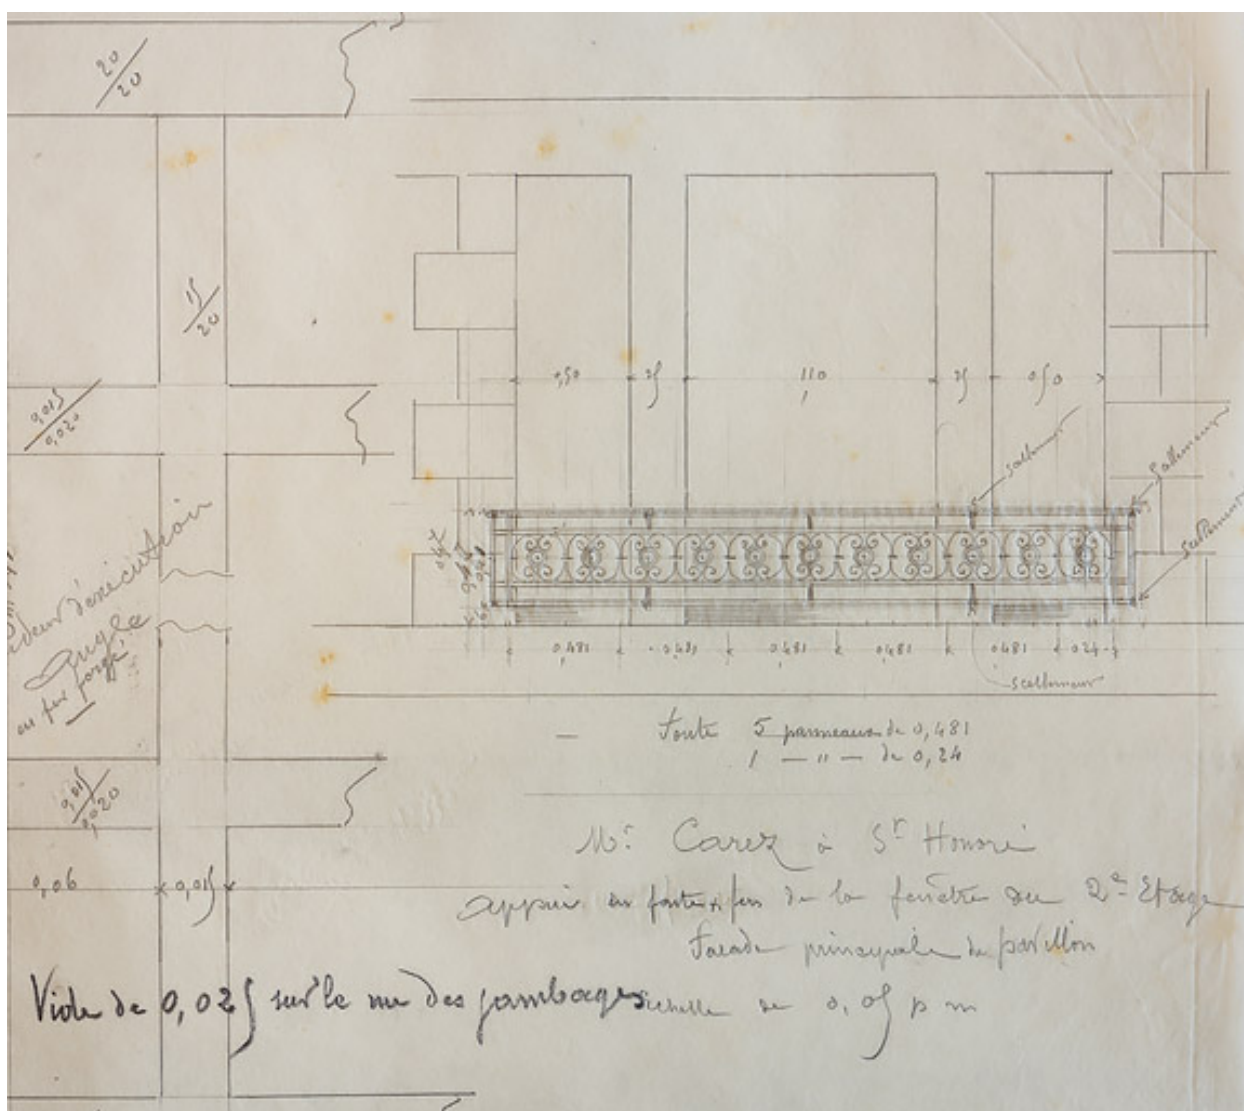 20/20
15/20
0,015/0,020
0,50 25 110 25 0,50
scellement
scellement
scellement
d'exécution
Angle
en fer forgé
0,481 0,481 0,481 0,481 0,481 0,24
scellement
Fonte 5 panneaux de 0,481
1 — " — de 0,24
0,015/0,020
Mr. Carez à St Honoré
0,06 0,015
appui en fonte & fers de la fenêtre du 2e Etage
Facade principale du pavillon
Vide de 0,025 sur le nu des jambages
echelle de 0,05 p m